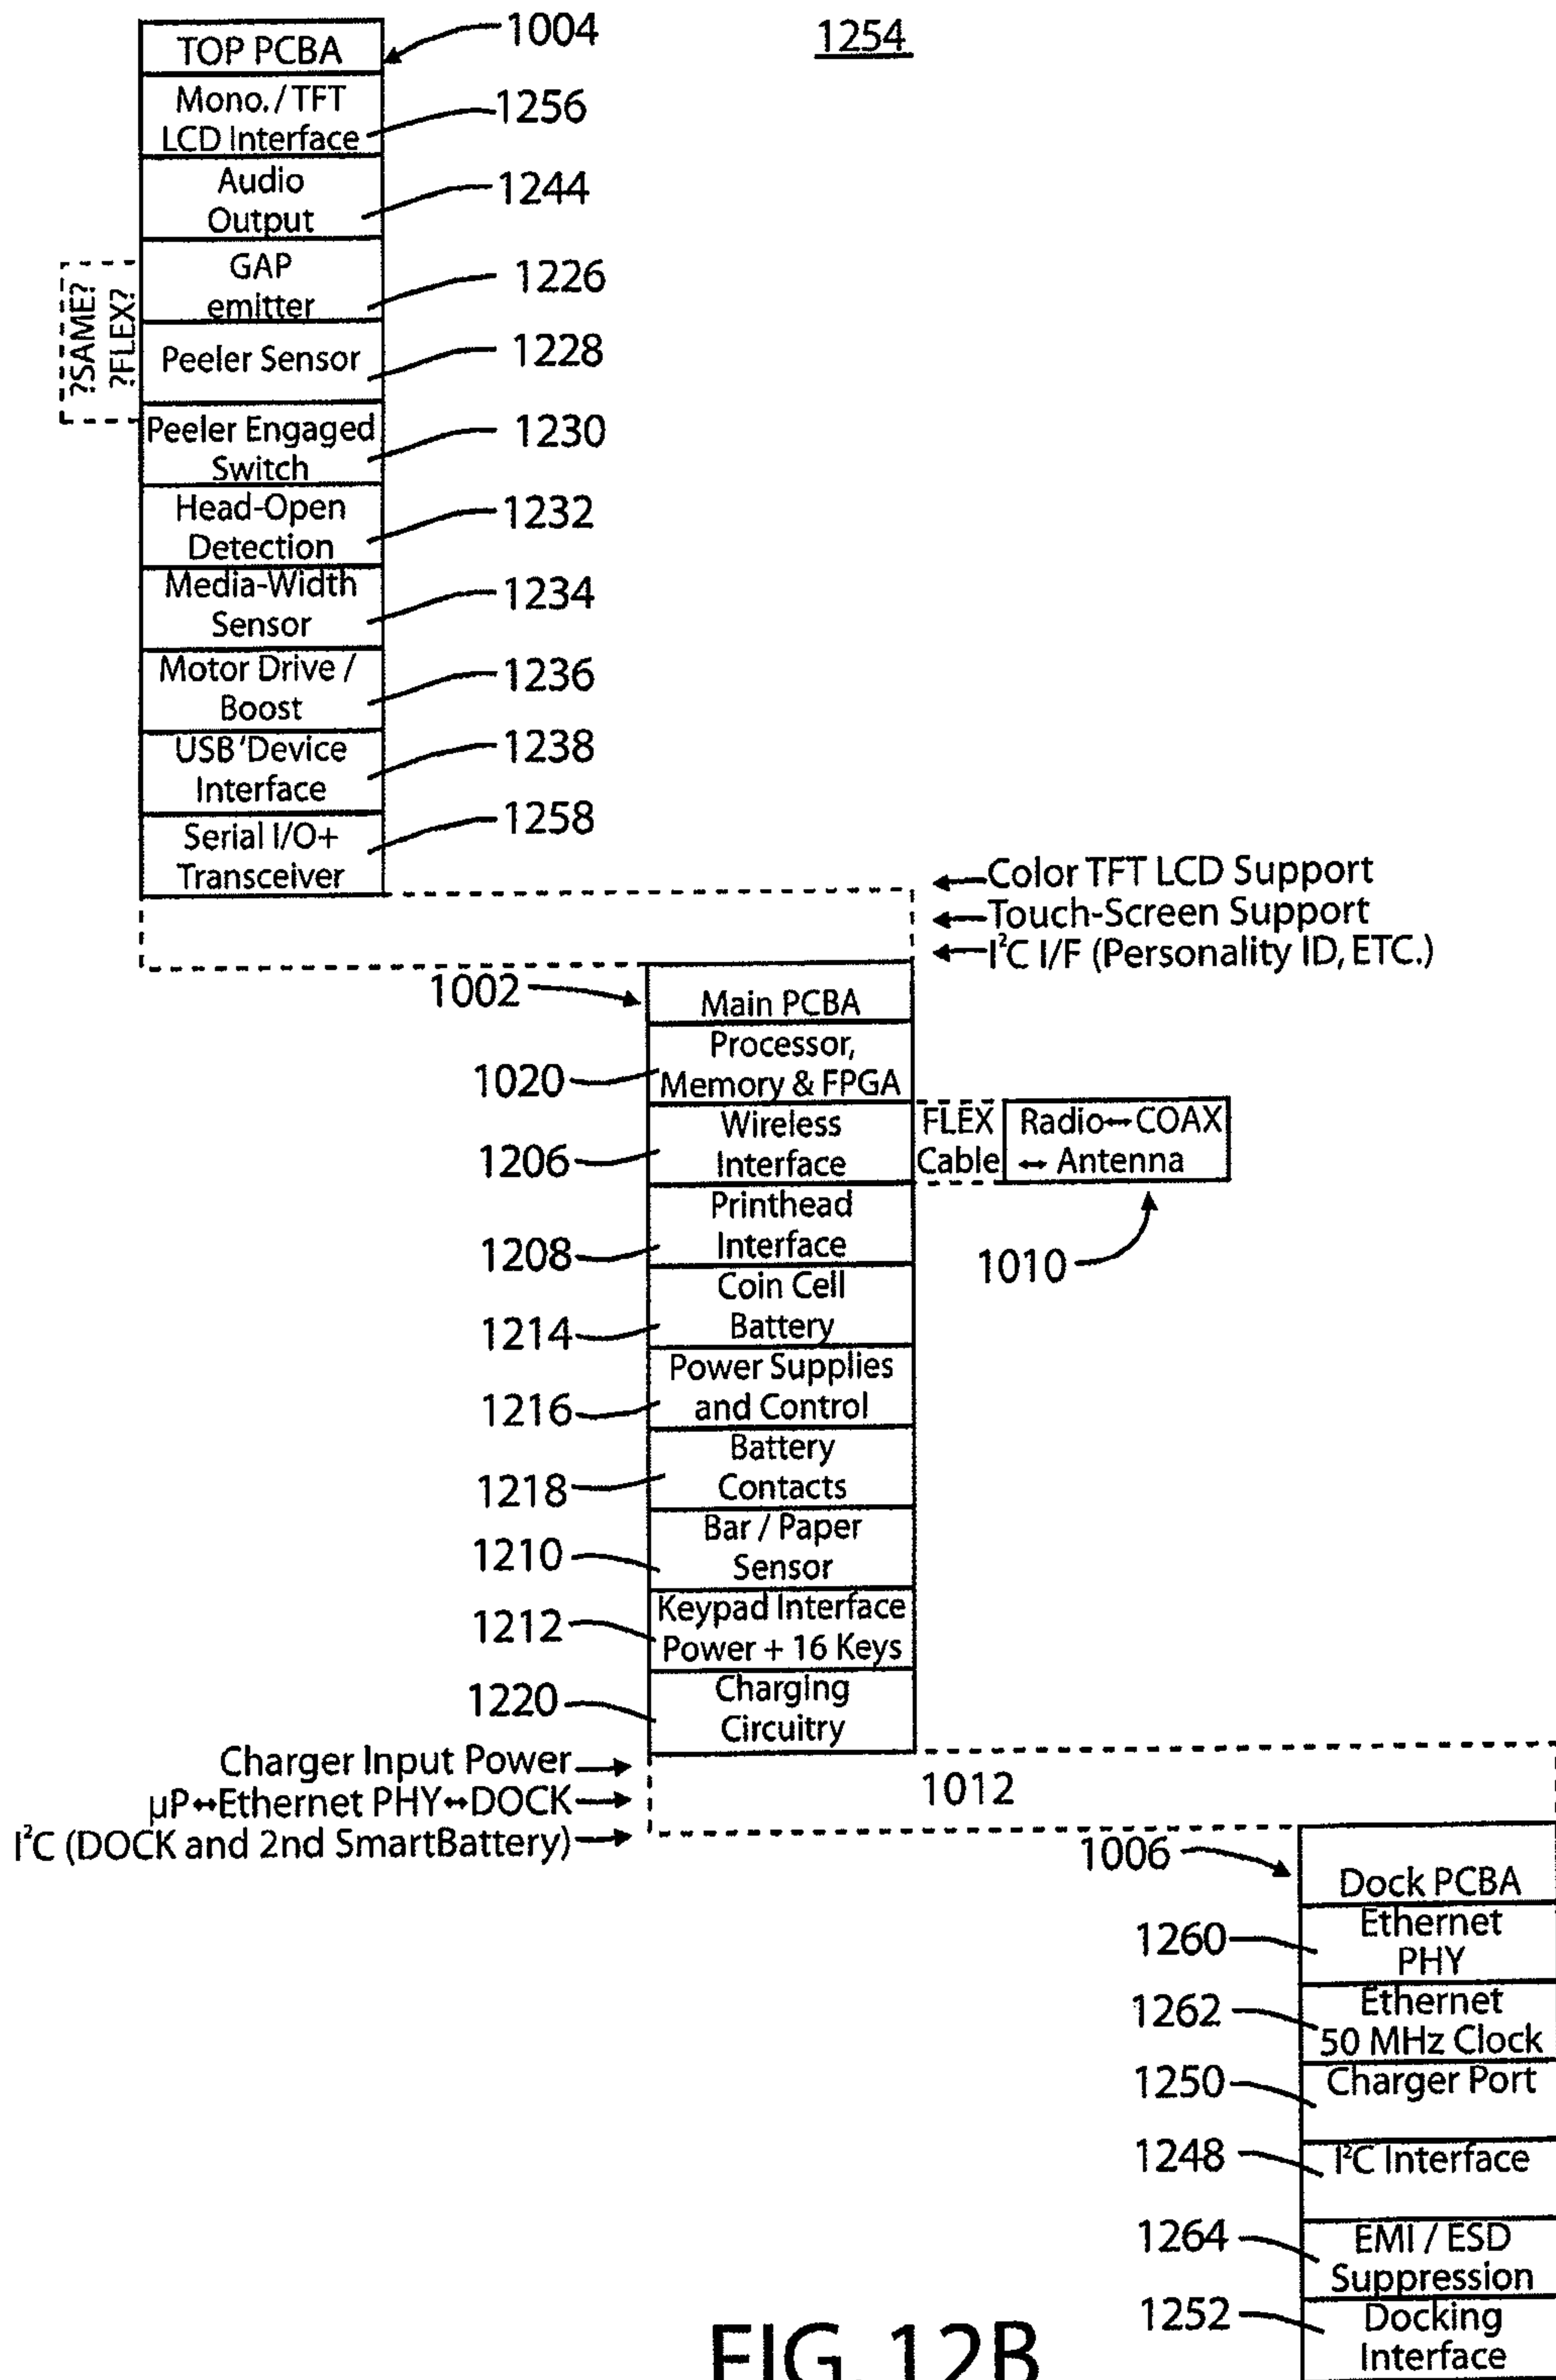 1254
TOP PCBA
1004
Mono. / TFT
LCD Interface
1256
Audio
Output
1244
GAP
emitter
1226
?SAME?
?FLEX?
Peeler Sensor
1228
Peeler Engaged
Switch
1230
Head-Open
Detection
1232
Media-Width
Sensor
1234
Motor Drive /
Boost
1236
USB'Device
Interface
1238
Serial I/O+
Transceiver
1258
Color TFT LCD Support
Touch-Screen Support
I²C I/F (Personality ID, ETC.)
1002
Main PCBA
Processor,
Memory & FPGA
1020
Wireless
Interface
1206
FLEX
Cable
Radio↔COAX
↔ Antenna
1010
Printhead
Interface
1208
Coin Cell
Battery
1214
Power Supplies
and Control
1216
Battery
Contacts
1218
Bar / Paper
Sensor
1210
Keypad Interface
Power + 16 Keys
1212
Charging
Circuitry
1220
Charger Input Power
µP↔Ethernet PHY↔DOCK
I²C (DOCK and 2nd SmartBattery)
1012
1006
Dock PCBA
Ethernet
PHY
1260
Ethernet
50 MHz Clock
1262
Charger Port
1250
I²C Interface
1248
EMI / ESD
Suppression
1264
Docking
Interface
1252
FIG. 12B